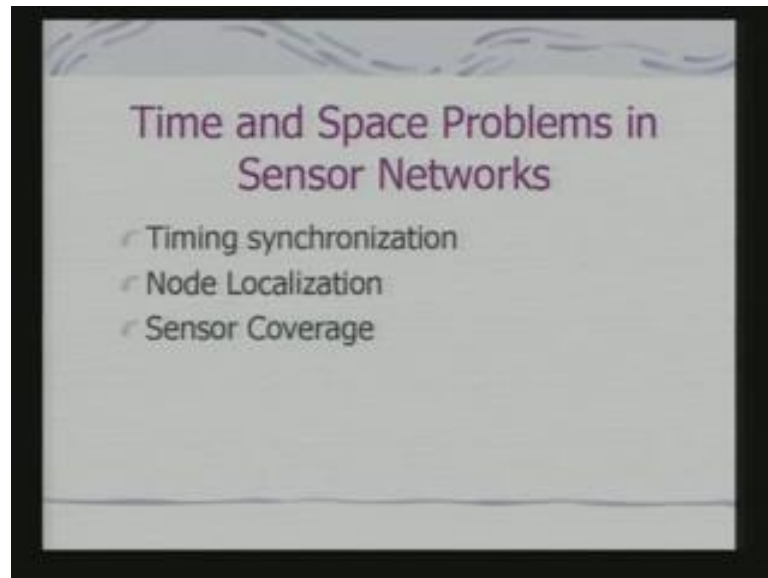 Time and Space Problems in
Sensor Networks
Timing synchronization
Node Localization
Sensor Coverage